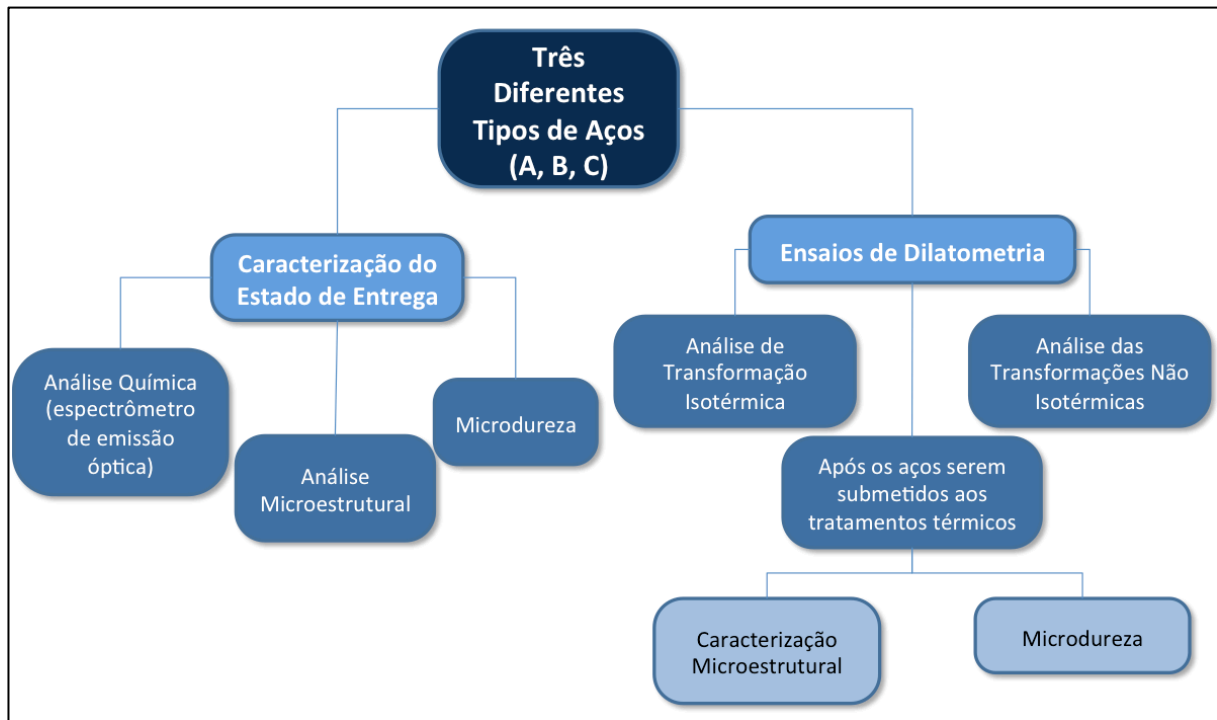 Três
Diferentes
Tipos de Aços
(A, B, C)
Caracterização do
Estado de Entrega
Análise Química
(espectrômetro
de emissão
óptica)
Análise
Microestrutural
Microdureza
Ensaios de Dilatometria
Análise de
Transformação
Isotérmica
Análise das
Transformações Não
Isotérmicas
Após os aços serem
submetidos aos
tratamentos térmicos
Caracterização
Microestrutural
Microdureza